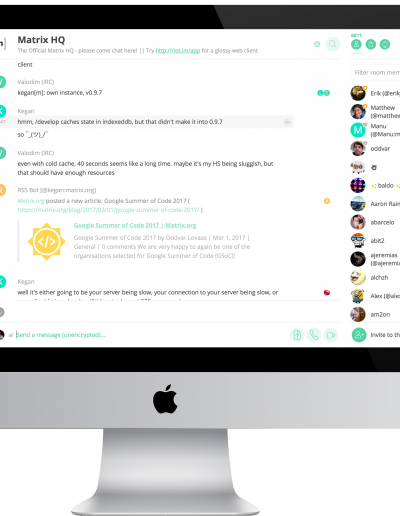 Matrix HQ
The Official Matrix HQ - please come chat here! || Try http://riot.im/app for a glossy web client
client
Valodim (IRC)
kegan[m]: own instance, v0.9.7
Kegan
hmm, /develop caches state in indexeddb, but that didn't make it into 0.9.7
so ¯\_(ツ)_/¯
Valodim (IRC)
even with cold cache, 40 seconds seems like a long time. maybe it's my HS being sluggish, but
that should have enough resources
RSS Bot [@kegan:matrix.org]
Matrix.org posted a new article: Google Summer of Code 2017 (
https://matrix.org/blog/2017/03/01/google-summer-of-code-2017/ )
Google Summer of Code 2017 | Matrix.org
Google Summer of Code 2017 by Oddvar Lovaas | Mar 1, 2017 |
General | 0 comments We are very happy to again be one of the
organisations selected for Google Summer of Code (GSoC)!
Kegan
well it's either going to be your server being slow, your connection to your server being slow, or
Send a message (unencrypted)...
Filter room mem
Erik (@erik
Matthew
(@matthew
M
Manu
(@Manu:m
oddvar
baldo
Aaron Rain
abarcelo
abit2
ajeremias
(@ajeremia
alchzh
Alex (@alex
am2on
Invite to th